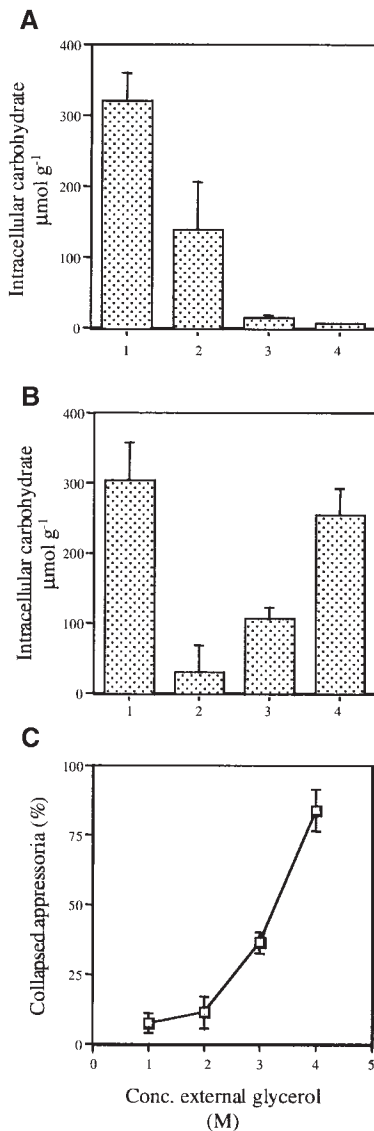 A
400
300
200
100
0
Intracellular carbohydrate
µmol g-1
1 2 3 4
B
400
300
200
100
0
Intracellular carbohydrate
µmol g-1
1 2 3 4
C
100
75
50
25
0
Collapsed appressoria (%)
0 1 2 3 4 5
Conc. external glycerol
(M)